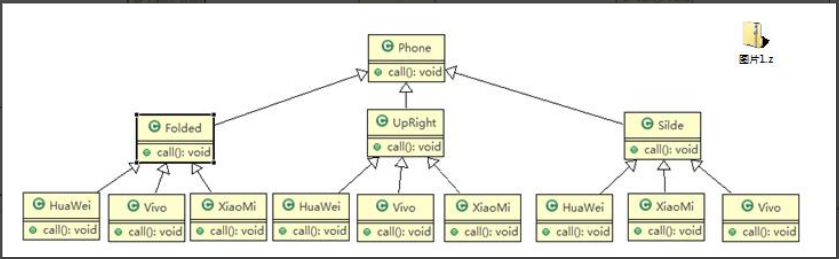 Phone
call(): void
图片1.z
Folded
call(): void
UpRight
call(): void
Silde
call(): void
HuaWei
call(): void
Vivo
call(): void
XiaoMi
call(): void
HuaWei
call(): void
Vivo
call(): void
XiaoMi
call(): void
HuaWei
call(): void
XiaoMi
call(): void
Vivo
call(): void